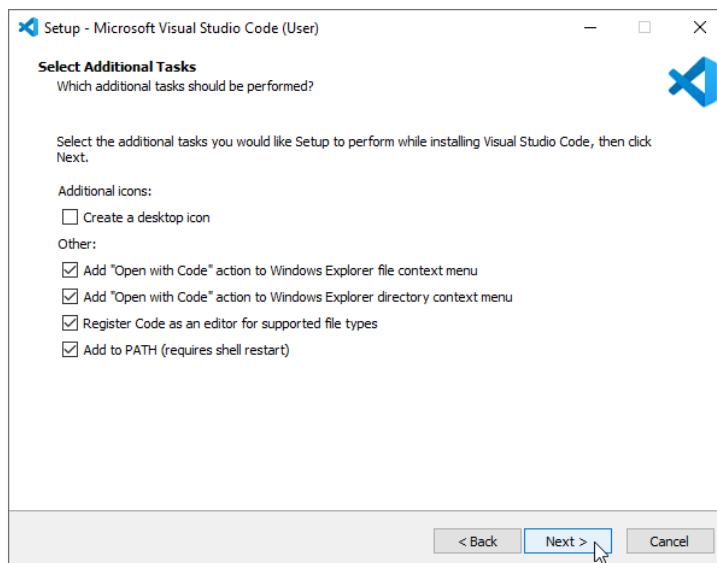 Setup - Microsoft Visual Studio Code (User)
Select Additional Tasks
Which additional tasks should be performed?
Select the additional tasks you would like Setup to perform while installing Visual Studio Code, then click
Next.
Additional icons:
Create a desktop icon
Other:
Add "Open with Code" action to Windows Explorer file context menu
Add "Open with Code" action to Windows Explorer directory context menu
Register Code as an editor for supported file types
Add to PATH (requires shell restart)
< Back Next > Cancel